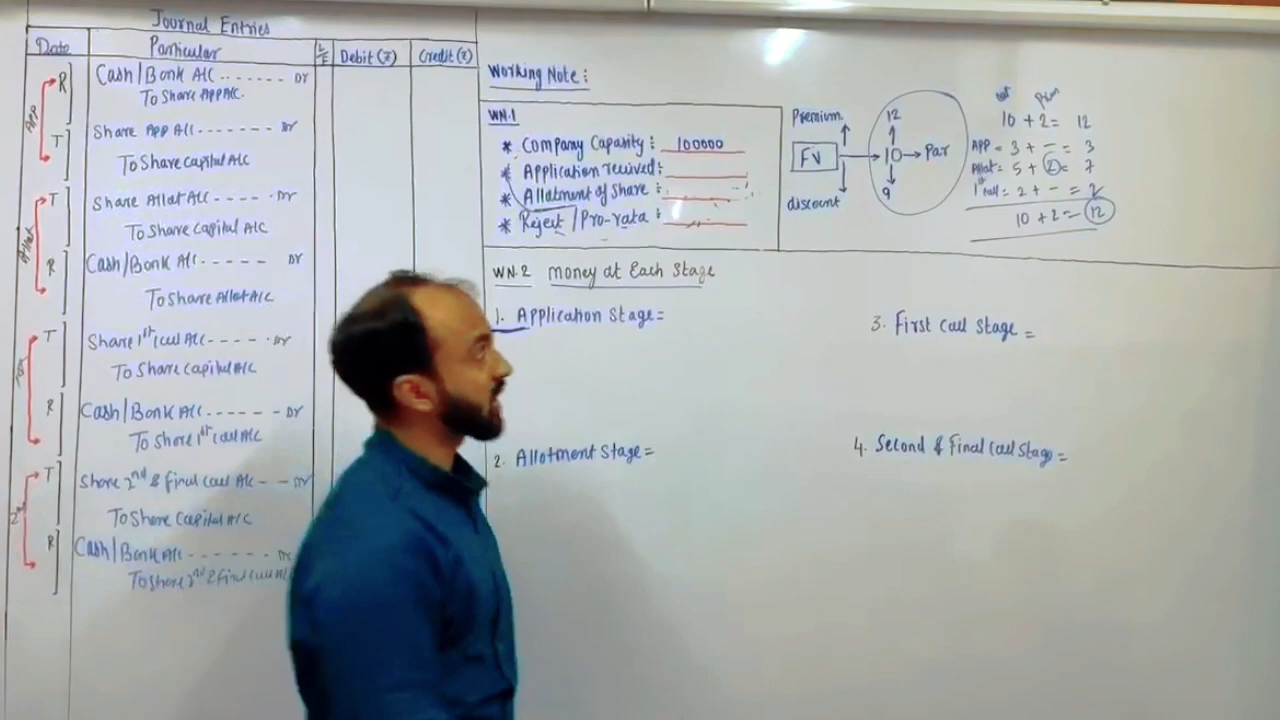 Journal Entries
Date Particular L/F Debit (₹) Credit (₹)
App
R
Cash/Bank A/c ....... Dr
To Share App A/c.
T
Share App A/c ------- Dr
To Share Capital A/c
Allot
T
Share Allot A/c ---- Dr
To Share Capital A/c
R
Cash/Bank A/c ----- Dr
To Share Allot A/c
T
Share 1st Call A/c ----- Dr
To Share Capital A/c
R
Cash/Bank A/c ------ Dr
To Share 1st Call A/c
2nd
T
Share 2nd & Final Call A/c -- Dr
To Share Capital A/c
R
Cash/Bank A/c ------- Dr
To Share 2nd & Final Call A/c
Working Note:
WN.1
* Company Capacity: 100000
* Application recived:
* Allatment of Share:
* Reject/Pro-rata:
Premium
FV
discount
12
10 Par
9
10 + 2 = 12
APP = 3 + - = 3
Allot = 5 + 2 = 7
1st Call = 2 + - = 2
10 + 2 = 12
WN.2 Money at Each Stage
1. Application Stage =
2. Allotment Stage =
3. First Call Stage =
4. Second & Final Call Stage =